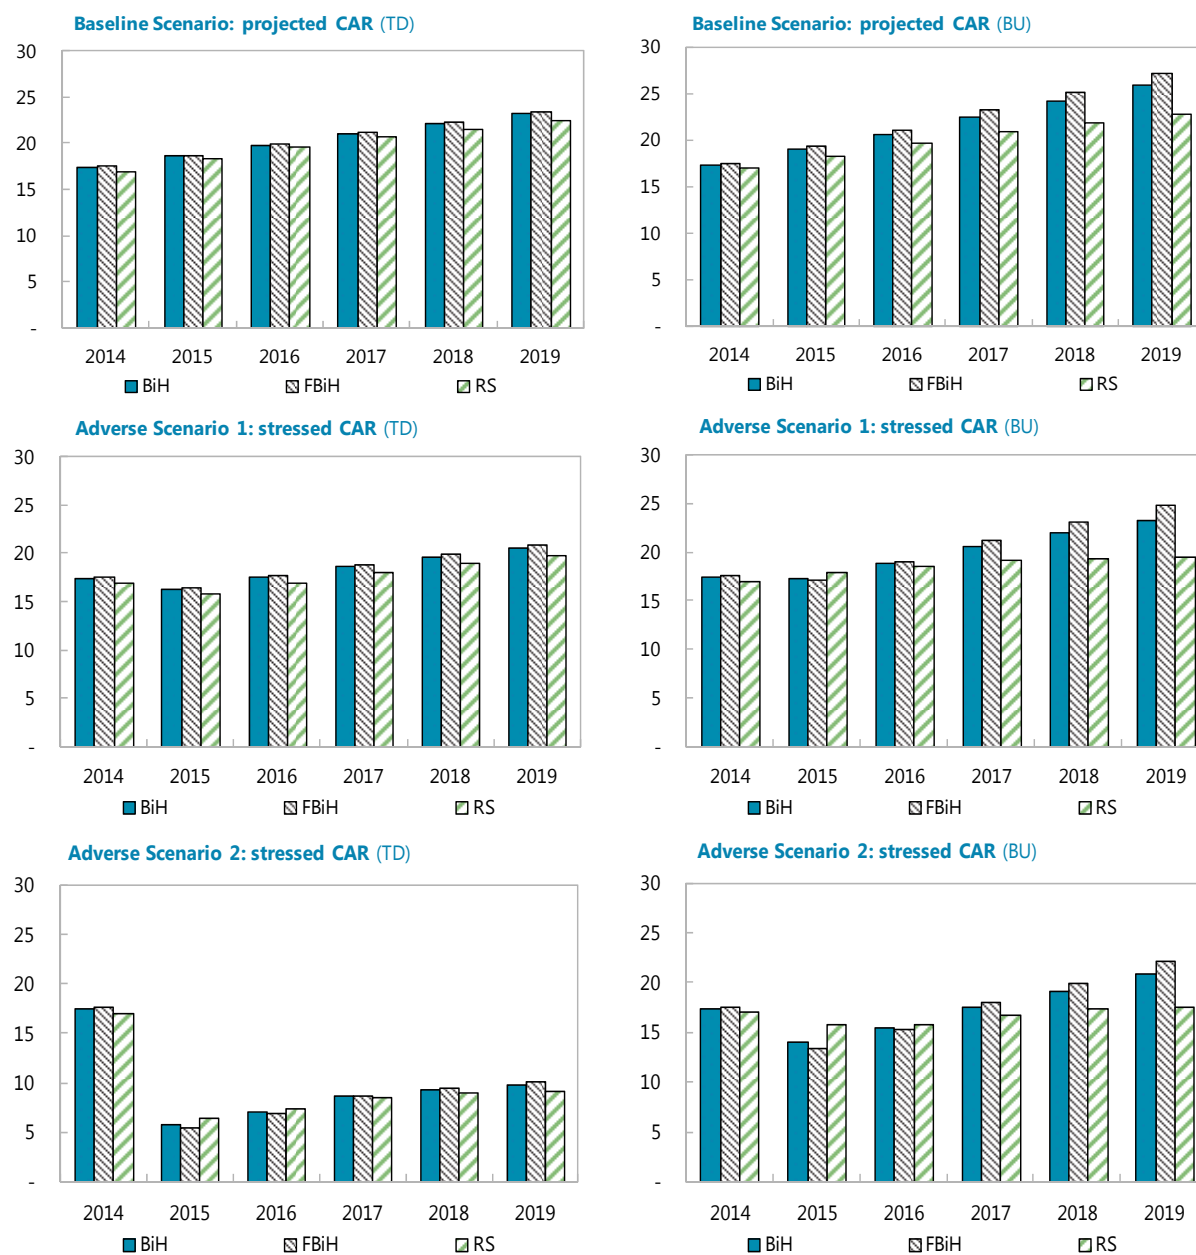 Baseline Scenario: projected CAR (TD)
30
25
20
15
10
5
-
2014 2015 2016 2017 2018 2019
BiH FBiH RS
Baseline Scenario: projected CAR (BU)
30
25
20
15
10
5
-
2014 2015 2016 2017 2018 2019
BiH FBiH RS
Adverse Scenario 1: stressed CAR (TD)
30
25
20
15
10
5
-
2014 2015 2016 2017 2018 2019
BiH FBiH RS
Adverse Scenario 1: stressed CAR (BU)
30
25
20
15
10
5
-
2014 2015 2016 2017 2018 2019
BiH FBiH RS
Adverse Scenario 2: stressed CAR (TD)
30
25
20
15
10
5
-
2014 2015 2016 2017 2018 2019
BiH FBiH RS
Adverse Scenario 2: stressed CAR (BU)
30
25
20
15
10
5
-
2014 2015 2016 2017 2018 2019
BiH FBiH RS